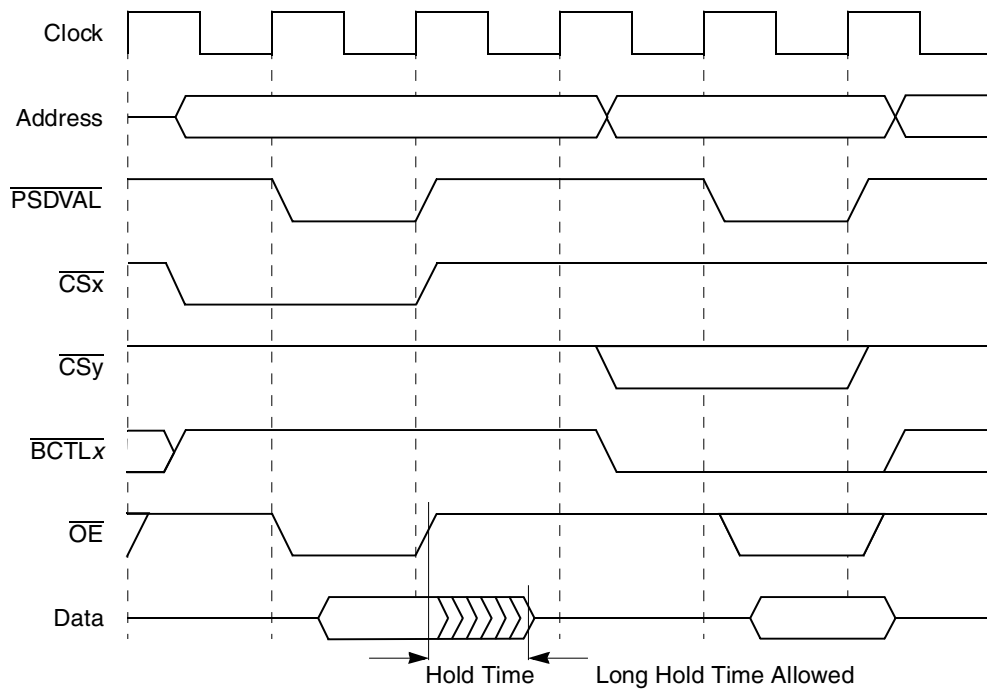 Clock
Address
PSDVAL
CSx
CSy
BCTLx
OE
Data
Hold Time
Long Hold Time Allowed